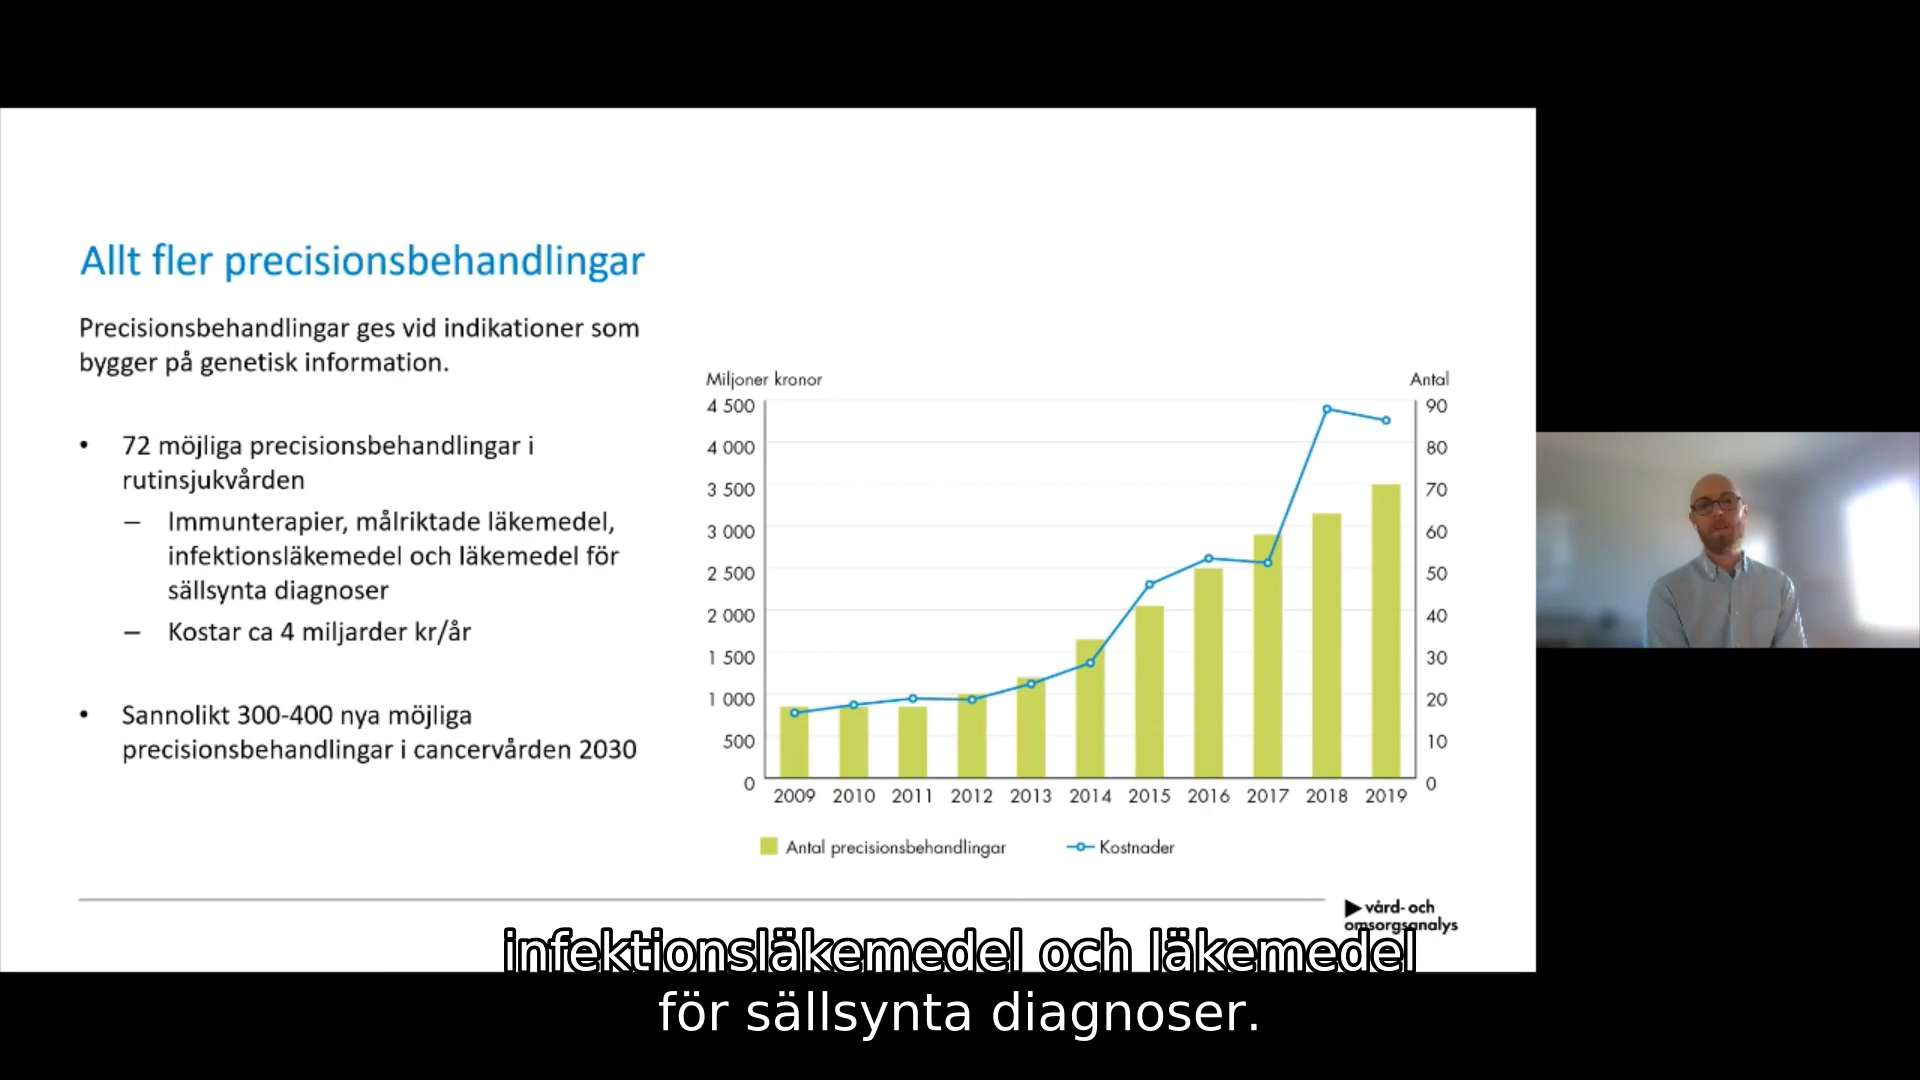 Allt fler precisionsbehandlingar
Precisionsbehandlingar ges vid indikationer som
bygger på genetisk information.
• 72 möjliga precisionsbehandlingar i
rutinsjukvården
– Immunterapier, målriktade läkemedel,
infektionsläkemedel och läkemedel för
sällsynta diagnoser
– Kostar ca 4 miljarder kr/år
• Sannolikt 300-400 nya möjliga
precisionsbehandlingar i cancervården 2030
Miljoner kronor
Antal
4 500
4 000
3 500
3 000
2 500
2 000
1 500
1 000
500
0
90
80
70
60
50
40
30
20
10
0
2009 2010 2011 2012 2013 2014 2015 2016 2017 2018 2019
Antal precisionsbehandlingar
Kostnader
vård- och
omsorgsanalys
infektionsläkemedel och läkemedel
för sällsynta diagnoser.